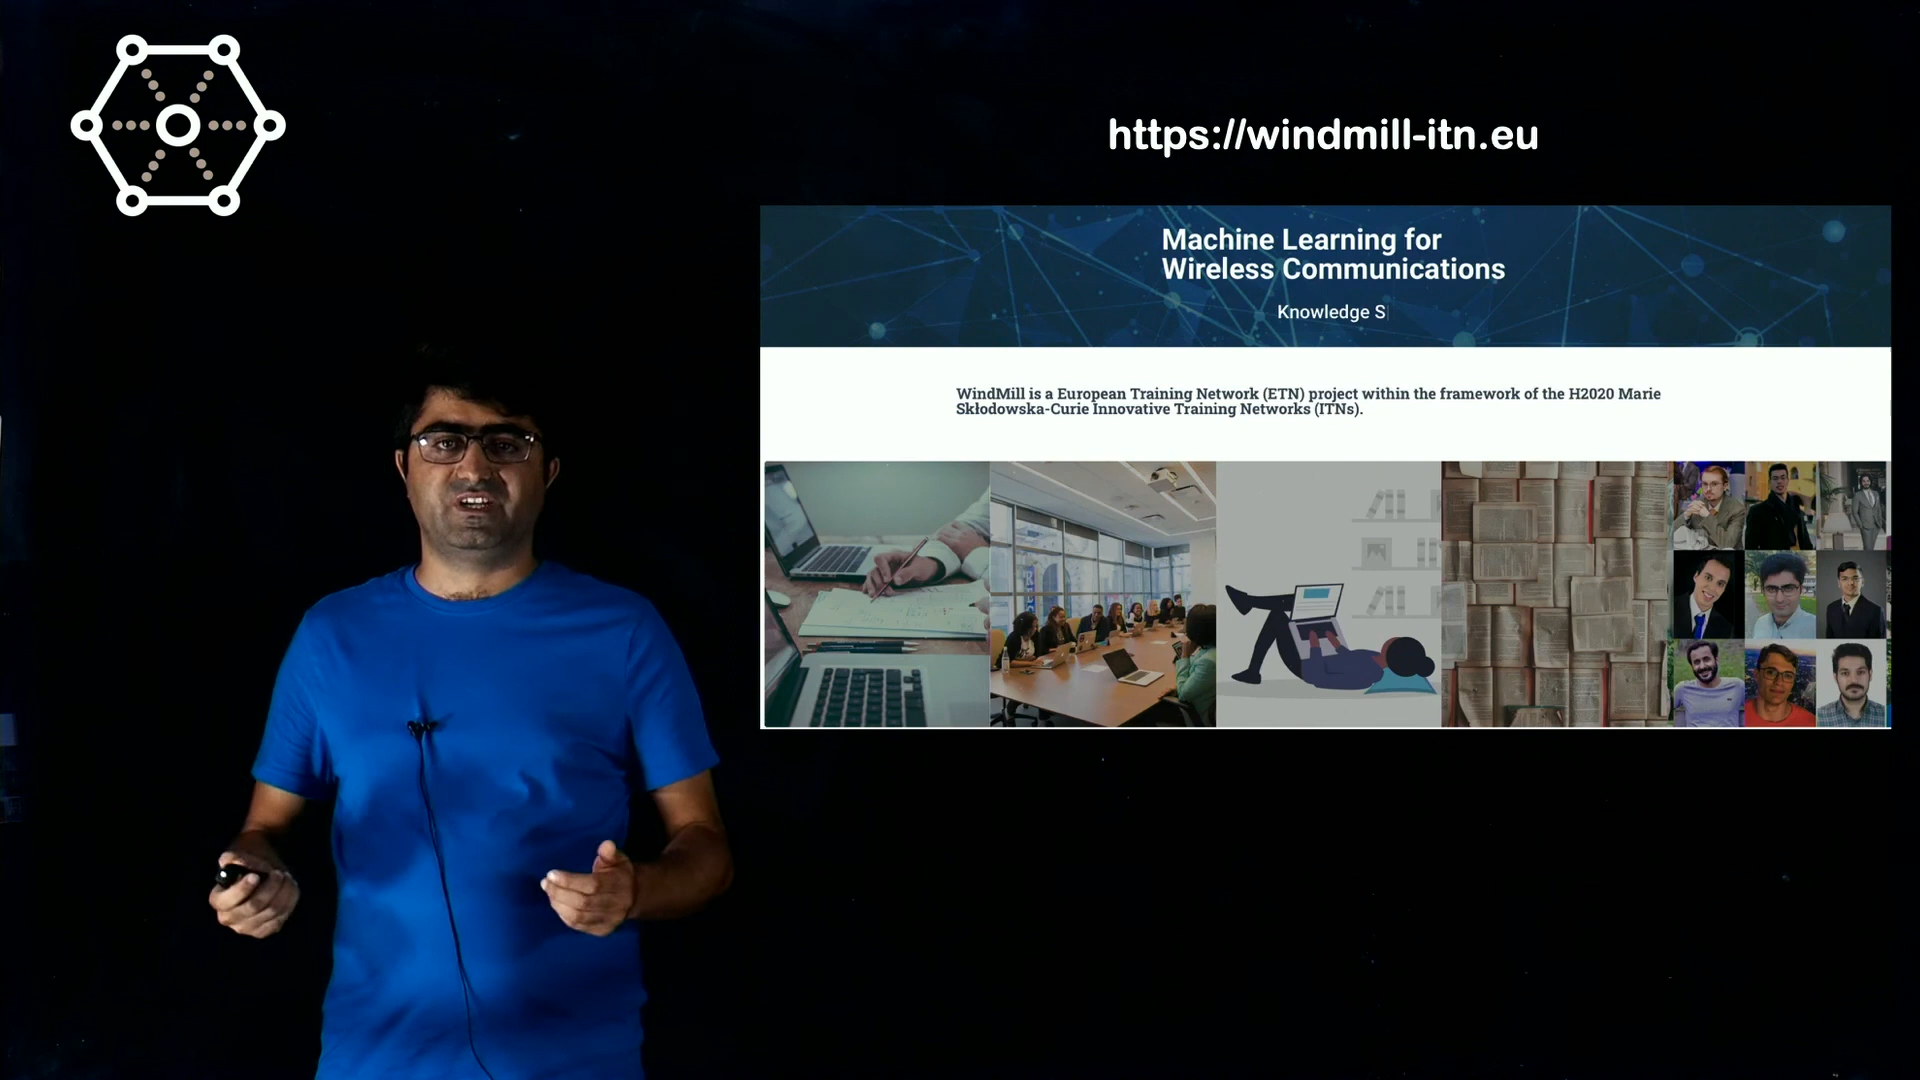 https://windmill-itn.eu
Machine Learning for
Wireless Communications
Knowledge S
WindMill is a European Training Network (ETN) project within the framework of the H2020 Marie
Skłodowska-Curie Innovative Training Networks (ITNs).